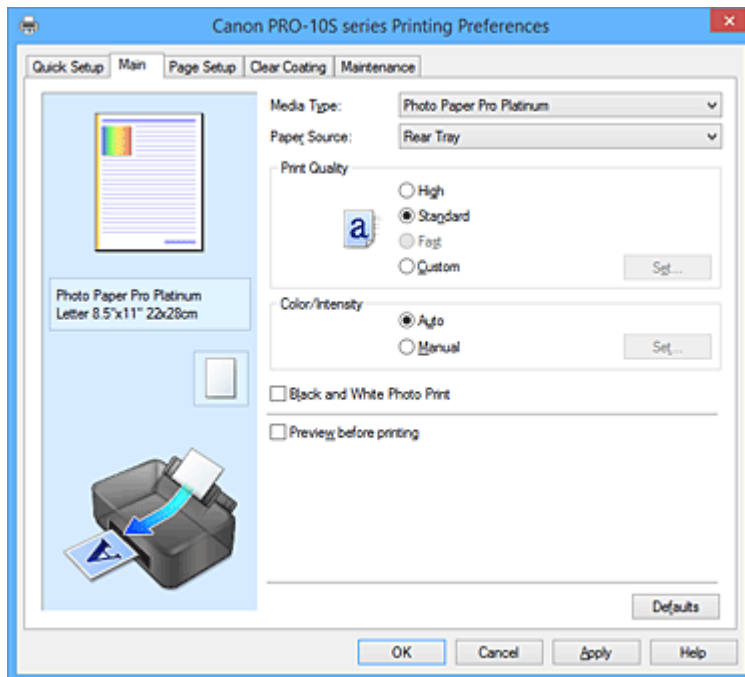 Canon PRO-10S series Printing Preferences
Quick Setup Main Page Setup Clear Coating Maintenance
Media Type: Photo Paper Pro Platinum
Paper Source: Rear Tray
Print Quality
High
a Standard
Fast
Custom Set...
Photo Paper Pro Platinum
Letter 8.5"x11" 22x28cm
Color/Intensity
Auto
Manual Set...
Black and White Photo Print
Preview before printing
A
Defaults
OK Cancel Apply Help